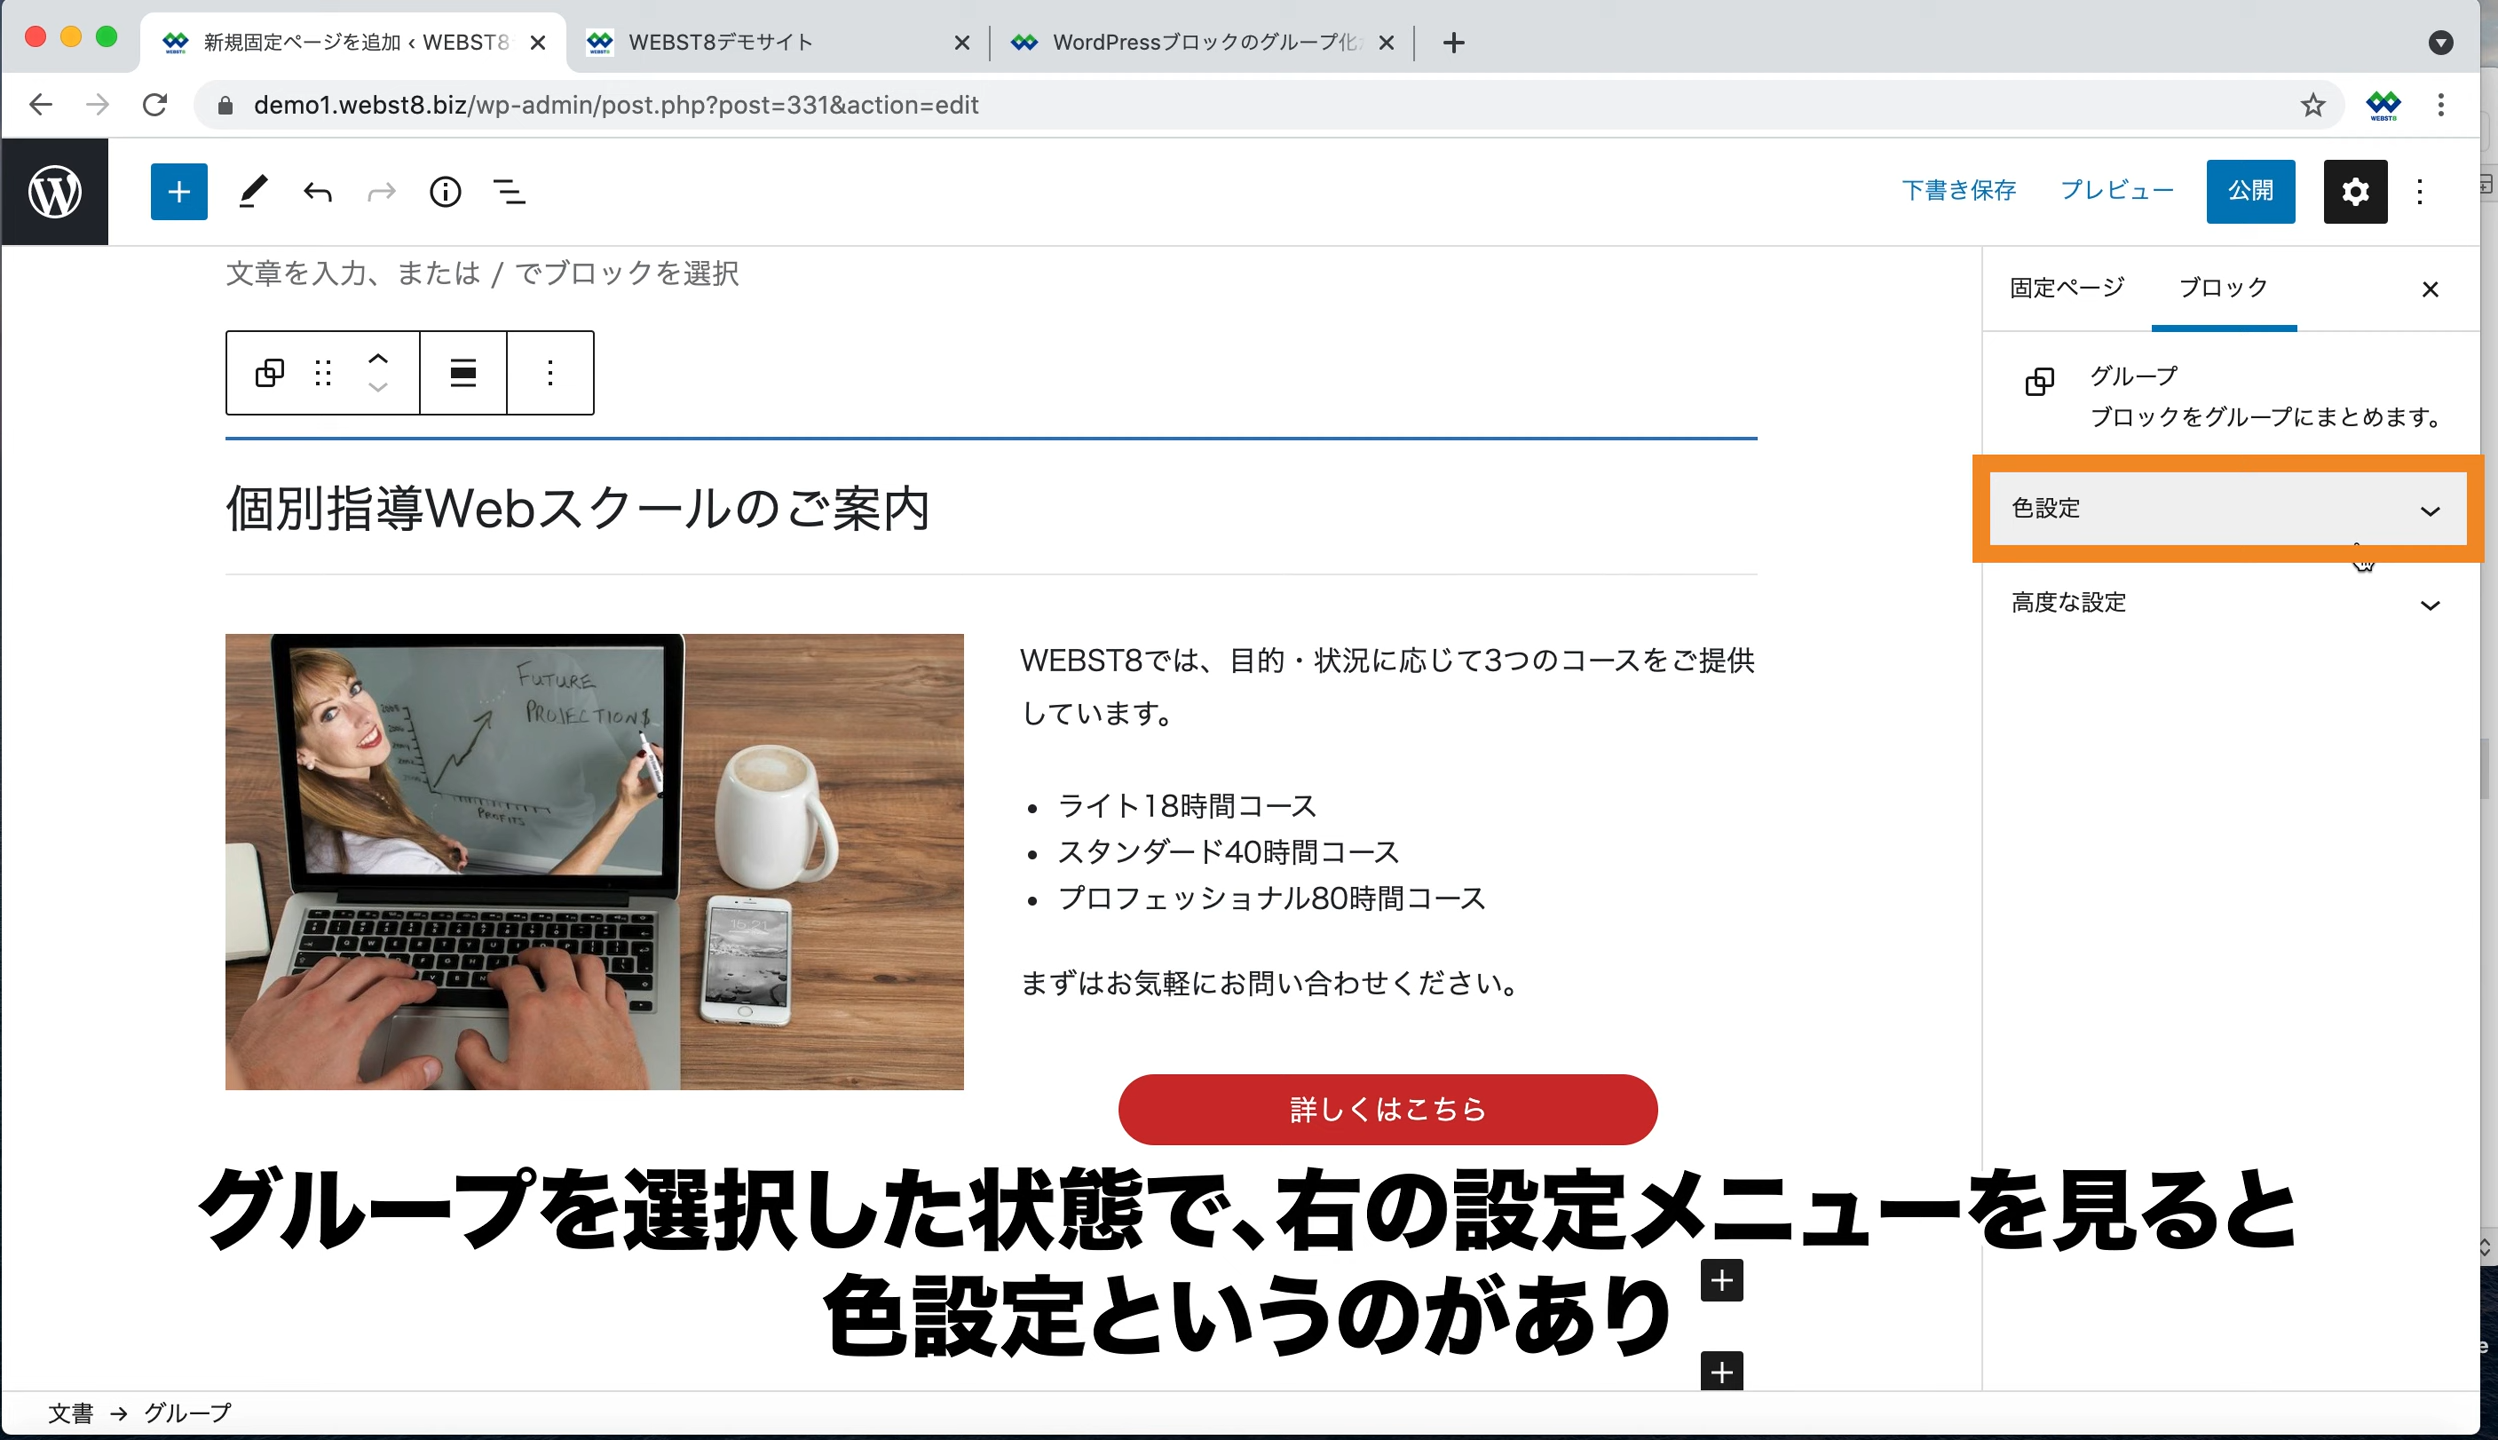 新規固定ページを追加 ‹ WEBST8
WEBST8デモサイト
WordPressブロックのグループ化
demo1.webst8.biz/wp-admin/post.php?post=331&action=edit
下書き保存
プレビュー
公開
文章を入力、または / でブロックを選択
固定ページ
ブロック
グループ
ブロックをグループにまとめます。
色設定
高度な設定
個別指導Webスクールのご案内
FUTURE
PROJECTIONS
PROFITS
WEBST8では、目的・状況に応じて3つのコースをご提供
しています。
• ライト18時間コース
• スタンダード40時間コース
• プロフェッショナル80時間コース
まずはお気軽にお問い合わせください。
詳しくはこちら
グループを選択した状態で、右の設定メニューを見ると
色設定というのがあり
文書 → グループ